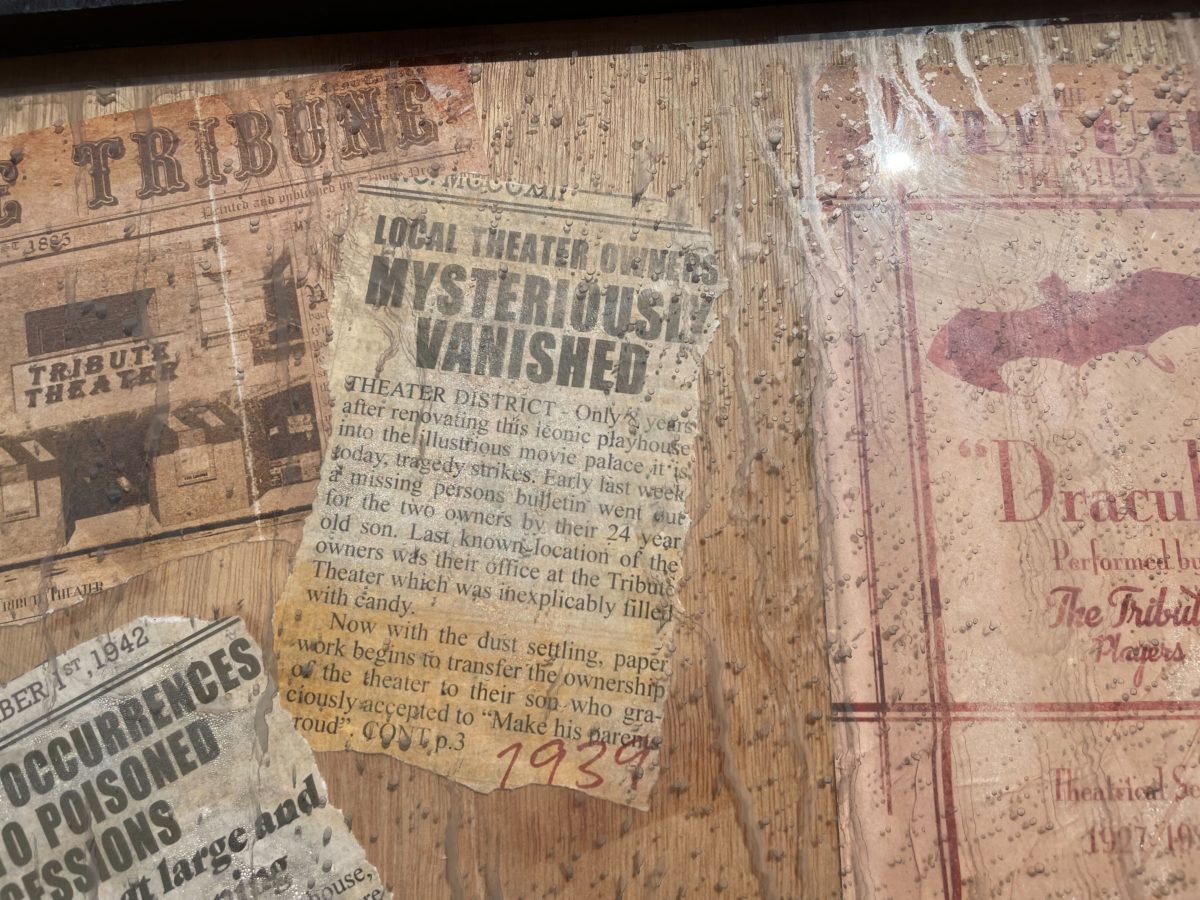 E TRIBUNE
Printed and published by
EST 1895
TRIBUTE
THEATER
TRIBUTE THEATER
LOCAL THEATER OWNERS
MYSTERIOUSLY
VANISHED
THEATER DISTRICT - Only 8 years
after renovating this iconic playhouse
into the illustrious movie palace it is
today, tragedy strikes. Early last week
a missing persons bulletin went out
for the two owners by their 24 year
old son. Last known location of the
owners was their office at the Tribute
Theater which was inexplicably filled
with candy.
Now with the dust settling, paper
work begins to transfer the ownership
of the theater to their son who gra-
ciously accepted to “Make his parents
roud”. CONT p.3
1939
BER 1ST,1942
OCCURRENCES
O POISONED
CESSIONS
at large and
house,
THE
THEATER
“Dracul
Performed by
The Tribut
Players
Theatrical Se
1927-19